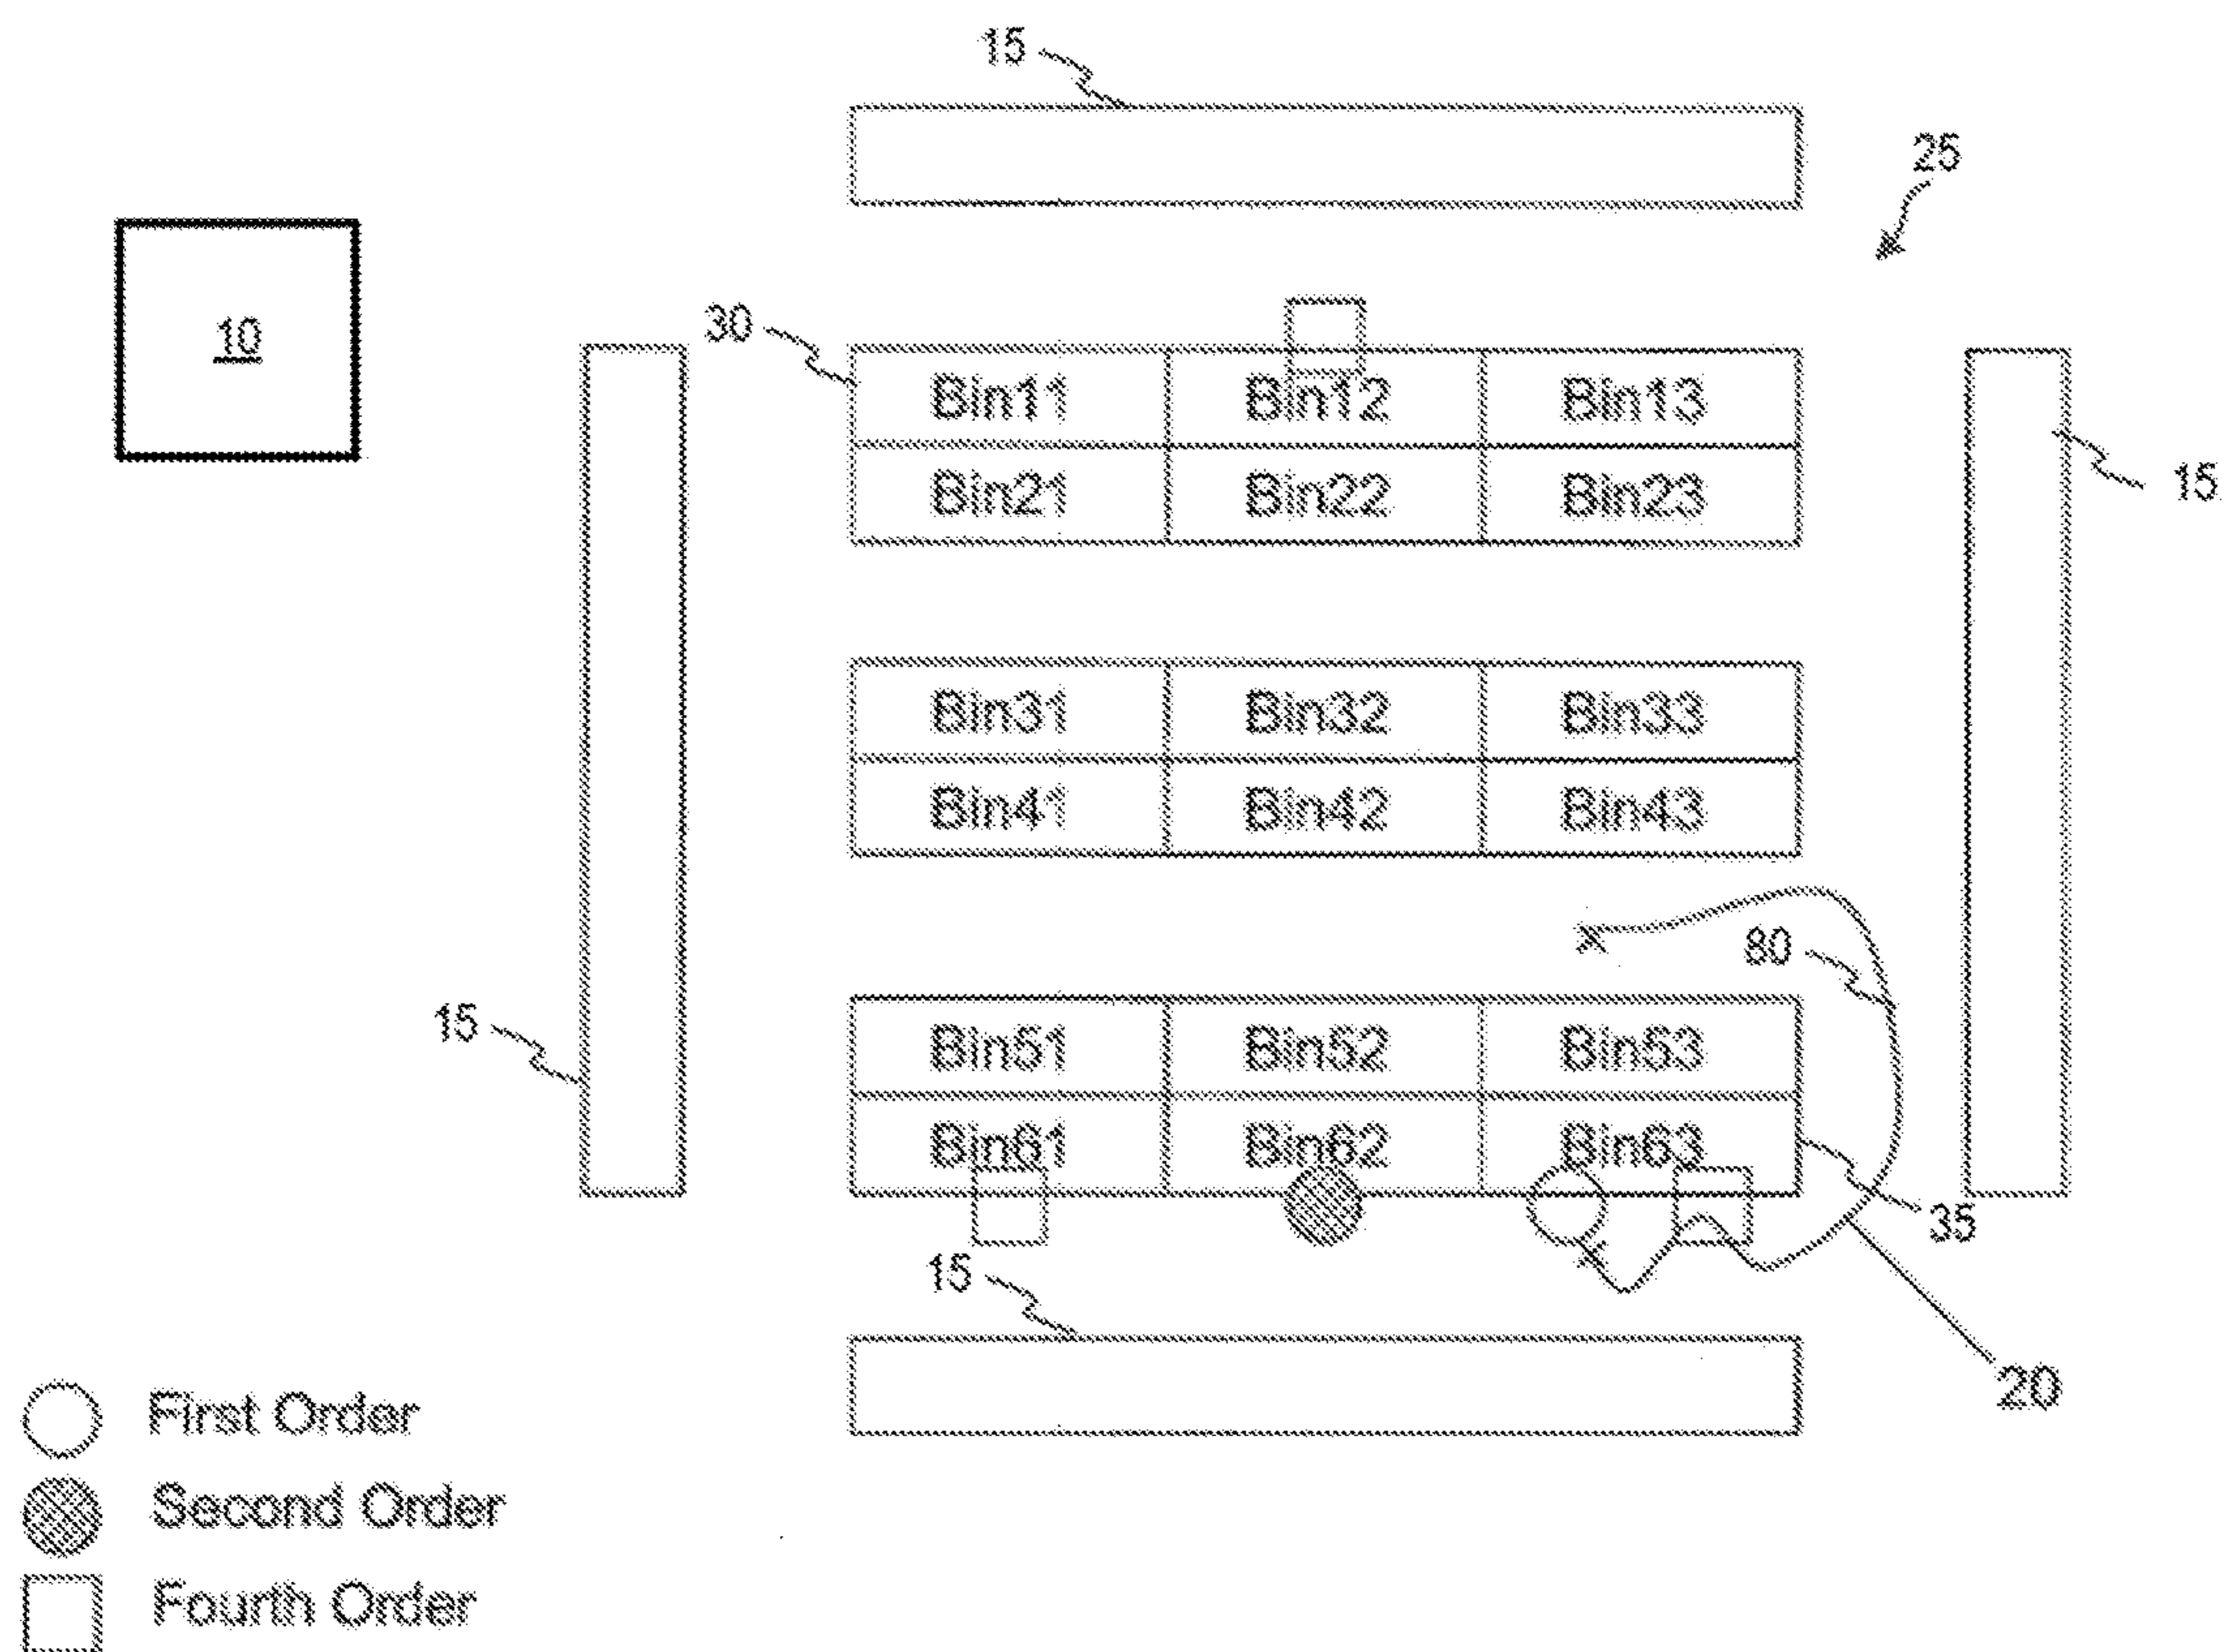 15
25
10
30
Bin11 Bin12 Bin13
Bin21 Bin22 Bin23
15
Bin31 Bin32 Bin33
Bin41 Bin42 Bin43
80
15
Bin51 Bin52 Bin53
Bin61 Bin62 Bin63
35
15
20
First Order
Second Order
Fourth Order